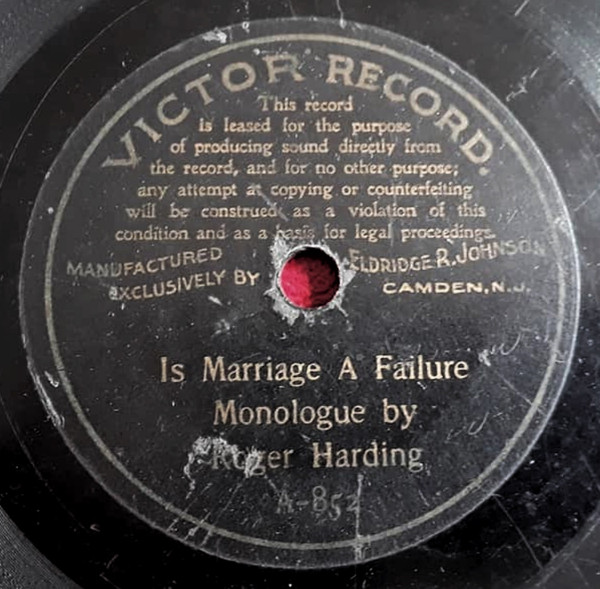 VICTOR RECORD.
This record
is leased for the purpose
of producing sound directly from
the record, and for no other purpose;
any attempt at copying or counterfeiting
will be construed as a violation of this
condition and as a basis for legal proceedings.
MANUFACTURED
EXCLUSIVELY BY
ELDRIDGE R. JOHNSON
CAMDEN, N.J.
Is Marriage A Failure
Monologue by
Roger Harding
A-852